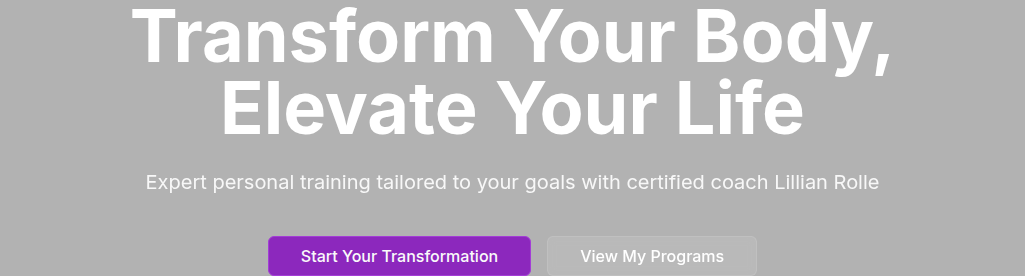 Transform Your Body,
Elevate Your Life
Expert personal training tailored to your goals with certified coach Lillian Rolle
Start Your Transformation
View My Programs